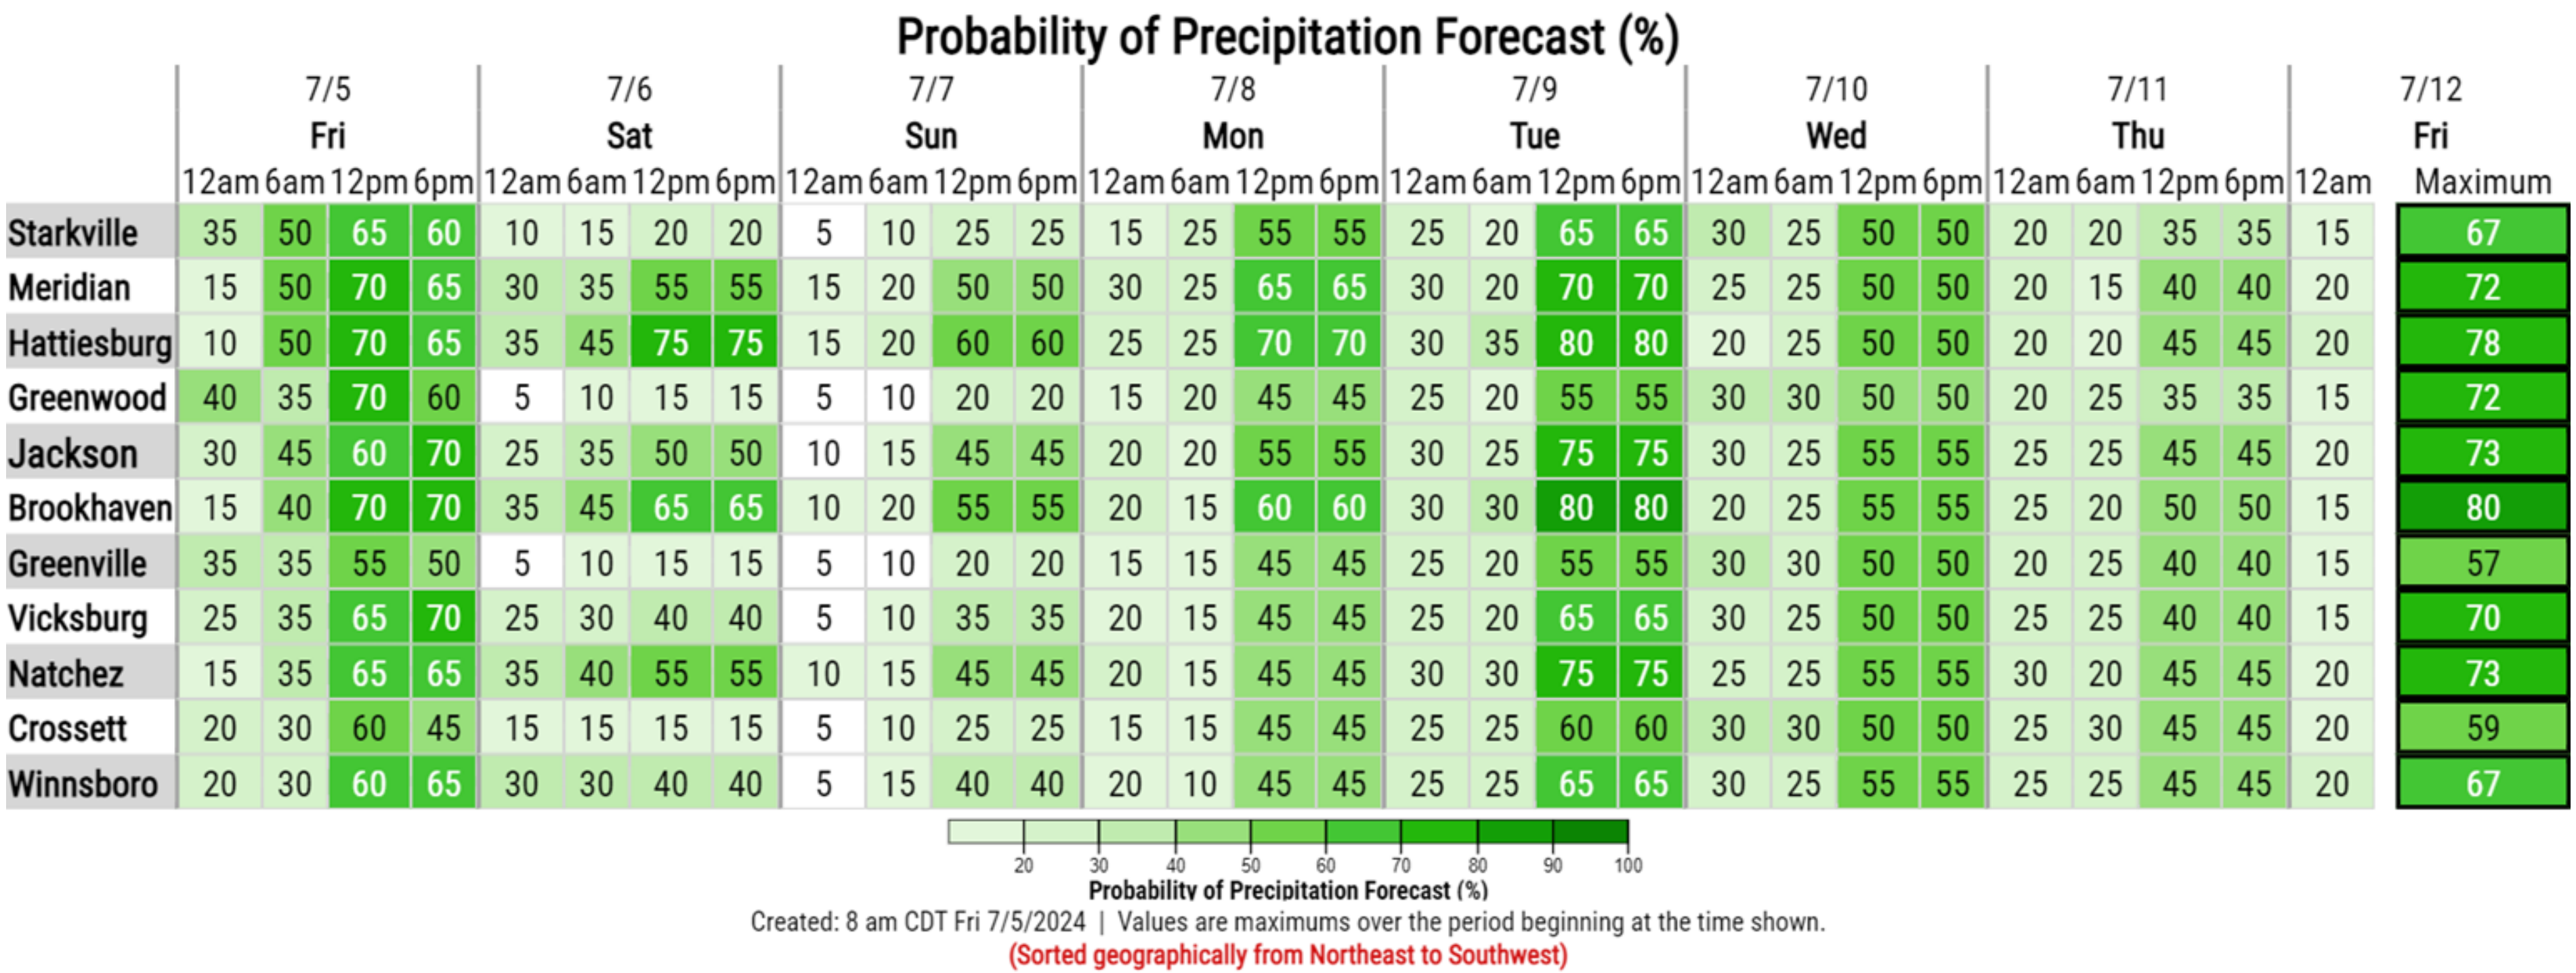 Probability of Precipitation Forecast (%)
7/5 7/6 7/7 7/8 7/9 7/10 7/11 7/12
Fri Sat Sun Mon Tue Wed Thu Fri
12am 6am 12pm 6pm 12am 6am 12pm 6pm 12am 6am 12pm 6pm 12am 6am 12pm 6pm 12am 6am 12pm 6pm 12am 6am 12pm 6pm 12am 6am 12pm 6pm 12am Maximum
Starkville 35 50 65 60 10 15 20 20 5 10 25 25 15 25 55 55 25 20 65 65 30 25 50 50 20 20 35 35 15 67
Meridian 15 50 70 65 30 35 55 55 15 20 50 50 30 25 65 65 30 20 70 70 25 25 50 50 20 15 40 40 20 72
Hattiesburg 10 50 70 65 35 45 75 75 15 20 60 60 25 25 70 70 30 35 80 80 20 25 50 50 20 20 45 45 20 78
Greenwood 40 35 70 60 5 10 15 15 5 10 20 20 15 20 45 45 25 20 55 55 30 30 50 50 20 25 35 35 15 72
Jackson 30 45 60 70 25 35 50 50 10 15 45 45 20 20 55 55 30 25 75 75 30 25 55 55 25 25 45 45 20 73
Brookhaven 15 40 70 70 35 45 65 65 10 20 55 55 20 15 60 60 30 30 80 80 20 25 55 55 25 20 50 50 15 80
Greenville 35 35 55 50 5 10 15 15 5 10 20 20 15 15 45 45 25 20 55 55 30 30 50 50 20 25 40 40 15 57
Vicksburg 25 35 65 70 25 30 40 40 5 10 35 35 20 15 45 45 25 20 65 65 30 25 50 50 25 25 40 40 15 70
Natchez 15 35 65 65 35 40 55 55 10 15 45 45 20 15 45 45 30 30 75 75 25 25 55 55 30 20 45 45 20 73
Crossett 20 30 60 45 15 15 15 15 5 10 25 25 15 15 45 45 25 25 60 60 30 30 50 50 25 30 45 45 20 59
Winnsboro 20 30 60 65 30 30 40 40 5 15 40 40 20 10 45 45 25 25 65 65 30 25 55 55 25 25 45 45 20 67
20 30 40 50 60 70 80 90 100
Probability of Precipitation Forecast (%)
Created: 8 am CDT Fri 7/5/2024 | Values are maximums over the period beginning at the time shown.
(Sorted geographically from Northeast to Southwest)